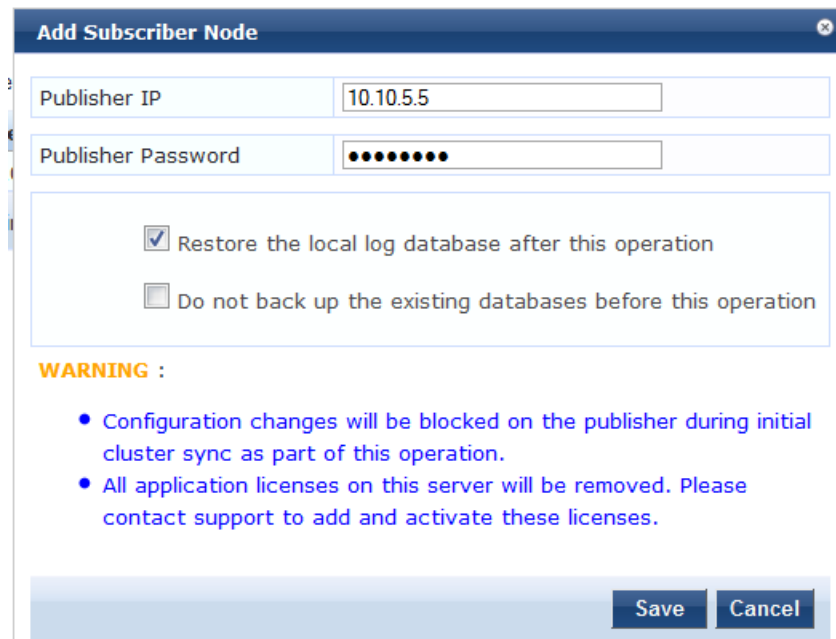 Add Subscriber Node
Publisher IP
10.10.5.5
Publisher Password
●●●●●●●●
Restore the local log database after this operation
Do not back up the existing databases before this operation
WARNING :
● Configuration changes will be blocked on the publisher during initial
cluster sync as part of this operation.
● All application licenses on this server will be removed. Please
contact support to add and activate these licenses.
Save
Cancel